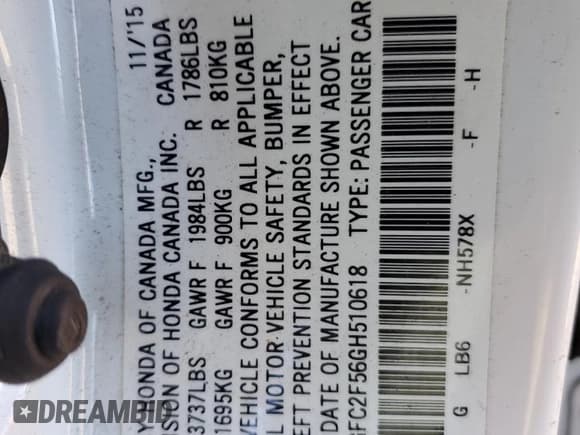 HONDA OF CANADA MFG., 11/'15
OF HONDA CANADA INC. CANADA
3737LBS GAWR F 1984LBS R 1786LBS
1695KG GAWR F 900KG R 810KG
VEHICLE CONFORMS TO ALL APPLICABLE
MOTOR VEHICLE SAFETY, BUMPER,
PREVENTION STANDARDS IN EFFECT
DATE OF MANUFACTURE SHOWN ABOVE.
FC2F56GH510618 TYPE: PASSENGER CAR
G LB6 -NH578X -F -H
DREAMBID